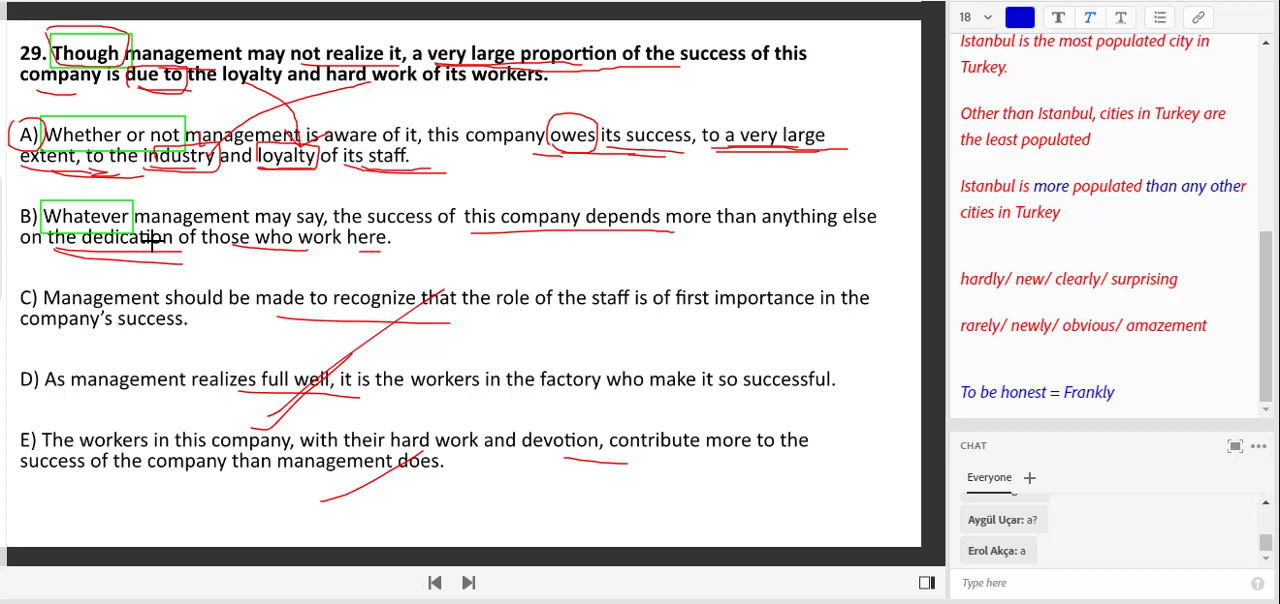 29. Though management may not realize it, a very large proportion of the success of this
company is due to the loyalty and hard work of its workers.
A) Whether or not management is aware of it, this company owes its success, to a very large
extent, to the industry and loyalty of its staff.
B) Whatever management may say, the success of this company depends more than anything else
on the dedication of those who work here.
C) Management should be made to recognize that the role of the staff is of first importance in the
company's success.
D) As management realizes full well, it is the workers in the factory who make it so successful.
E) The workers in this company, with their hard work and devotion, contribute more to the
success of the company than management does.
18
T T T
Istanbul is the most populated city in
Turkey.
Other than Istanbul, cities in Turkey are
the least populated
Istanbul is more populated than any other
cities in Turkey
hardly/ new/ clearly/ surprising
rarely/ newly/ obvious/ amazement
To be honest = Frankly
CHAT
Everyone
Aygül Uçar: a?
Erol Akça: a
Type here